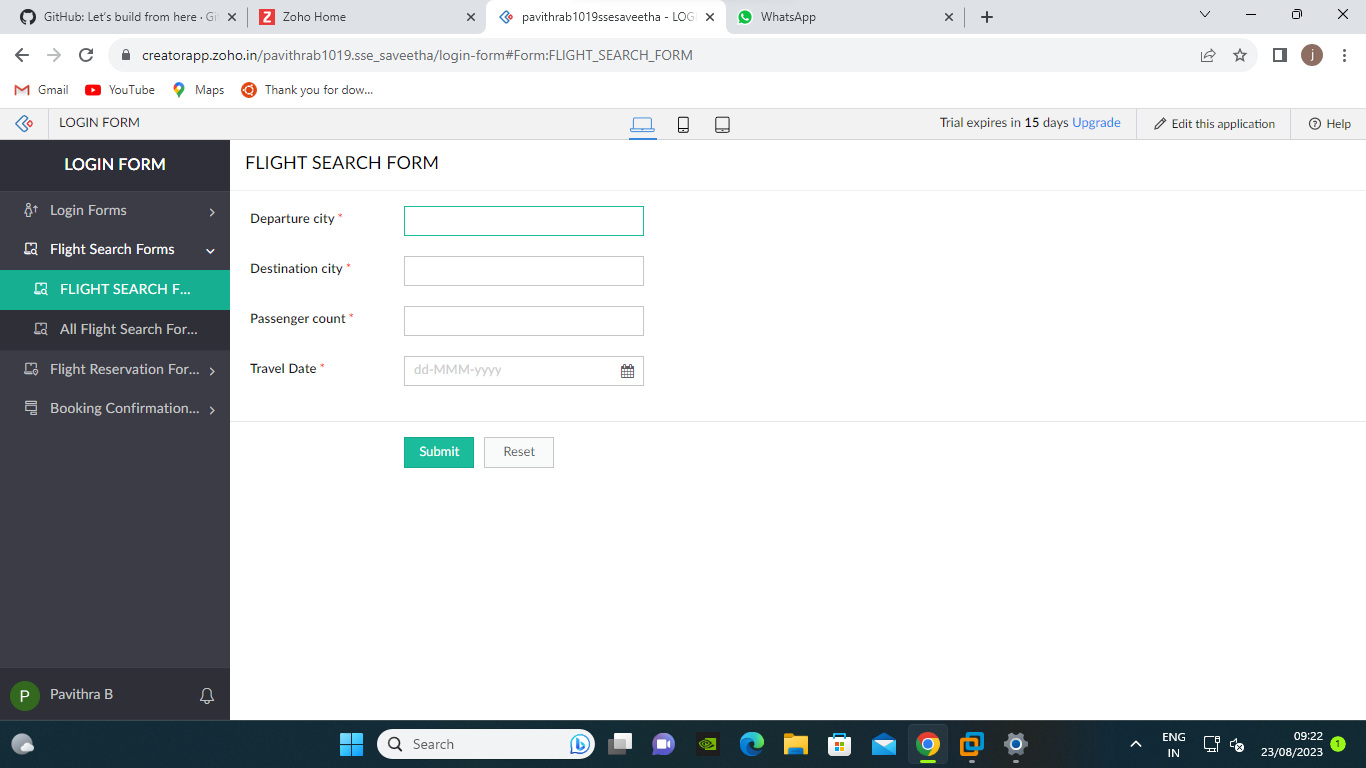 GitHub: Let's build from here · Git
Zoho Home
pavithrab1019ssesaveetha - LOGI
WhatsApp
creatorapp.zoho.in/pavithrab1019.sse_saveetha/login-form#Form:FLIGHT_SEARCH_FORM
j
Gmail
YouTube
Maps
Thank you for dow...
LOGIN FORM
Trial expires in 15 days Upgrade
Edit this application
Help
LOGIN FORM
Login Forms
Flight Search Forms
FLIGHT SEARCH F...
All Flight Search For...
Flight Reservation For...
Booking Confirmation...
P
Pavithra B
FLIGHT SEARCH FORM
Departure city *
Destination city *
Passenger count *
Travel Date *
dd-MMM-yyyy
Submit
Reset
Search
ENG
IN
09:22
23/08/2023
1